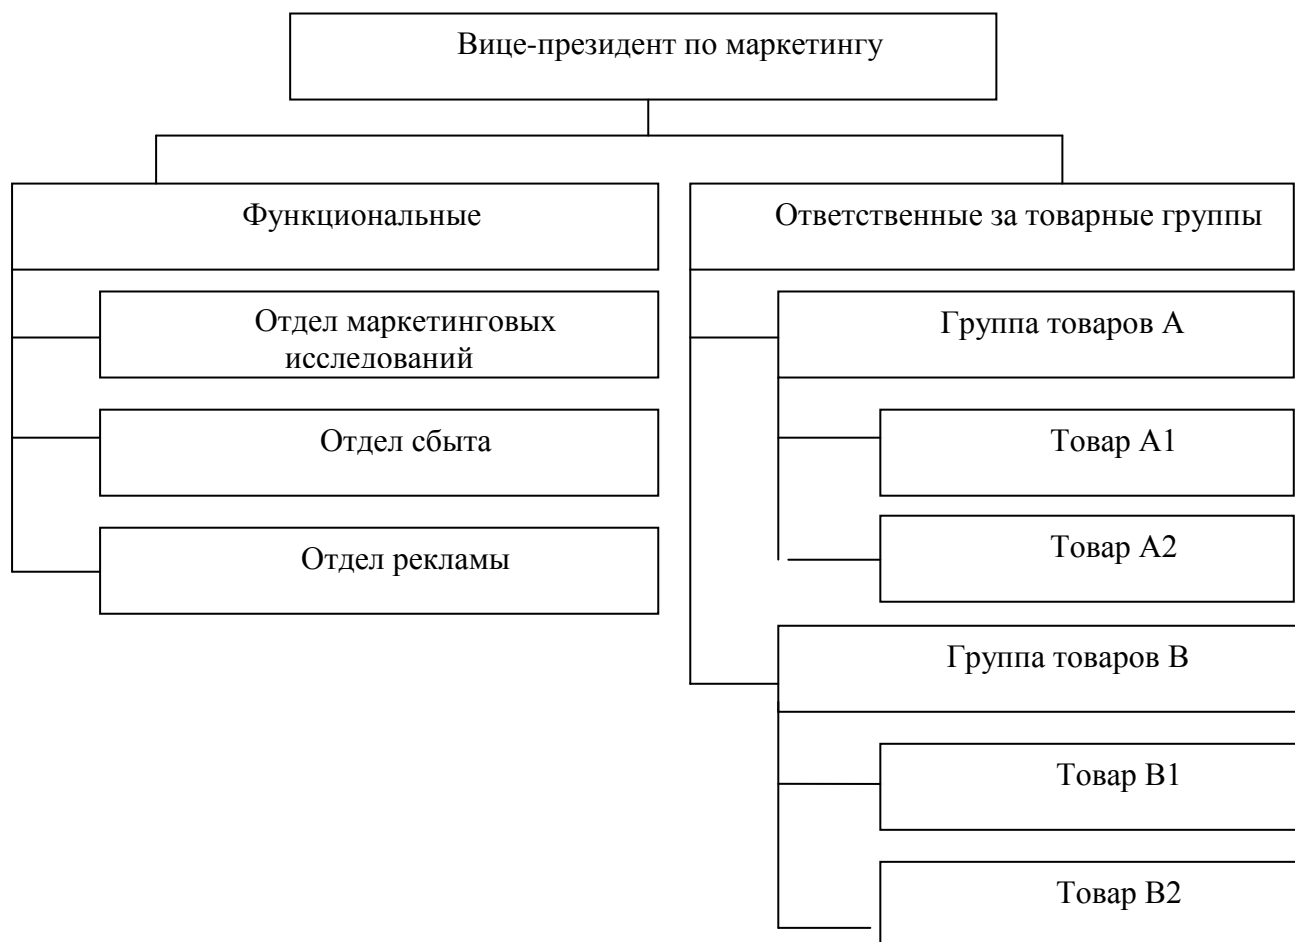 Вице-президент по маркетингу
Функциональные
Ответственные за товарные группы
Отдел маркетинговых
исследований
Группа товаров А
Отдел сбыта
Товар А1
Отдел рекламы
Товар А2
Группа товаров В
Товар В1
Товар В2